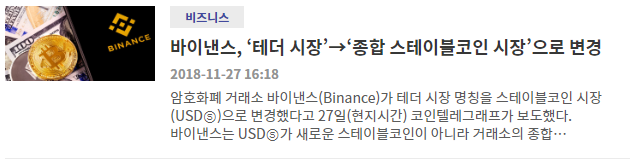 비즈니스
BINANCE
바이낸스, ‘테더 시장’→‘종합 스테이블코인 시장’으로 변경
2018-11-27 16:18
암호화폐 거래소 바이낸스(Binance)가 테더 시장 명칭을 스테이블코인 시장
(USDⓢ)으로 변경했다고 27일(현지시간) 코인텔레그래프가 보도했다.
바이낸스는 USDⓢ가 새로운 스테이블코인이 아니라 거래소의 종합…